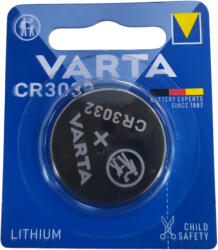 VARTA
CR3032
BATTERY EXPERTS
SINCE 1887
CR3032
+
VARTA
LITHIUM
CHILD
SAFETY